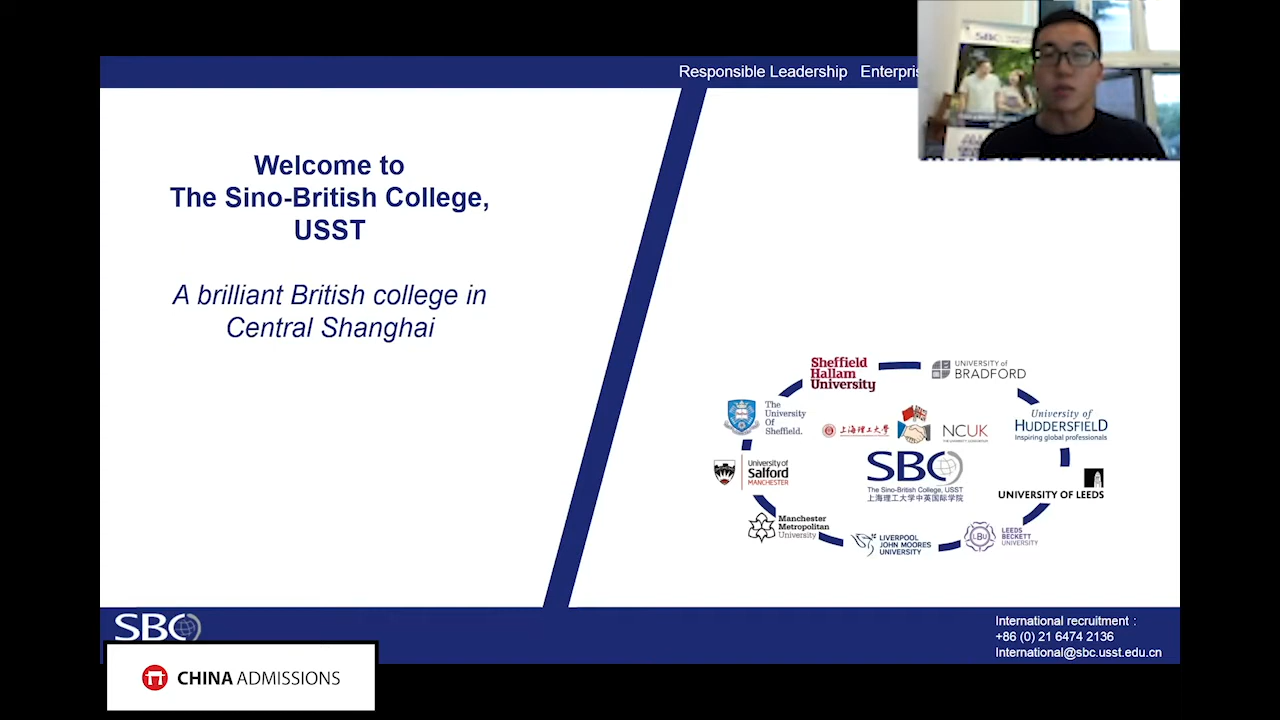 Responsible Leadership Enterpris
SBC
Welcome to
The Sino-British College,
USST
A brilliant British college in
Central Shanghai
Sheffield
Hallam
University
UNIVERSITY of
BRADFORD
The
University
Of
Sheffield.
上海理工大学
NCUK
University of
HUDDERSFIELD
Inspiring global professionals
University of
Salford
MANCHESTER
SBC
The Sino-British College, USST
上海理工大学中英国际学院
UNIVERSITY OF LEEDS
Manchester
Metropolitan
University
LIVERPOOL
JOHN MOORES
UNIVERSITY
LBU
LEEDS
BECKETT
UNIVERSITY
SBC
International recruitment :
+86 (0) 21 6474 2136
International@sbc.usst.edu.cn
CHINA ADMISSIONS